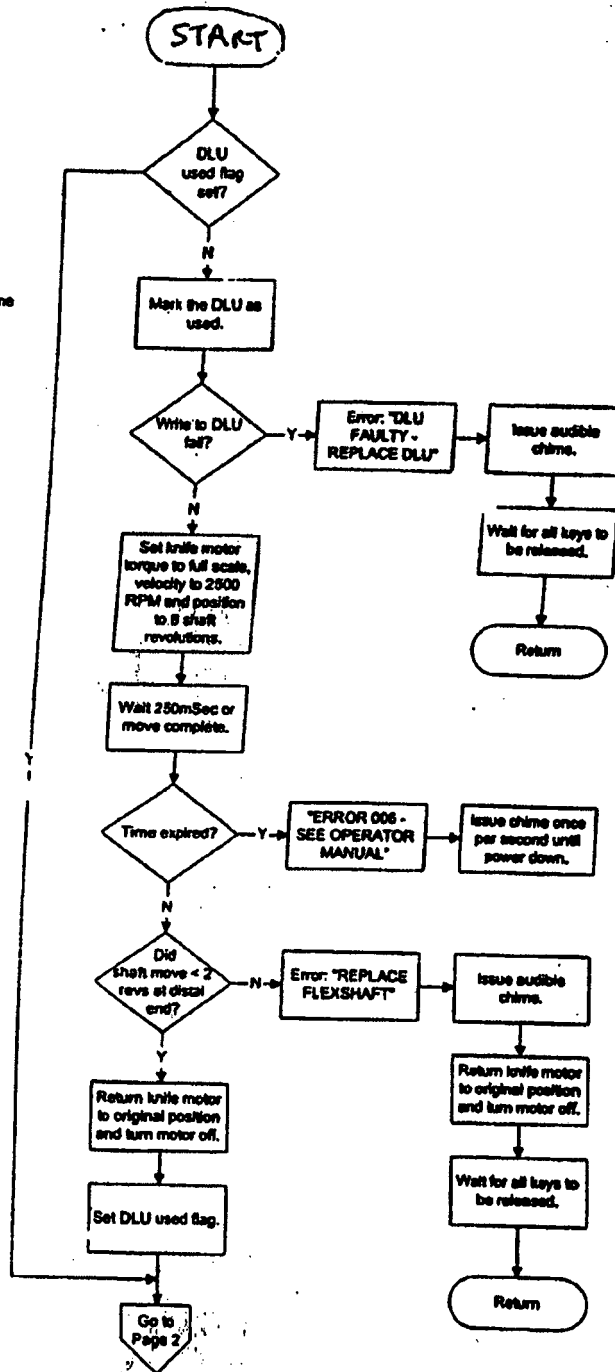 START
DLU
used flag
set?
N
Mark the DLU as
used.
Write to DLU
fail?
Y
Error: "DLU
FAULTY -
REPLACE DLU"
Issue audible
chime.
Wait for all keys to
be released.
Return
N
Set knife motor
torque to full scale,
velocity to 2500
RPM and position
shaft
revolutions.
Wait 250mSec or
move complete.
Y
Time expired?
Y
"ERROR 006 -
SEE OPERATOR
MANUAL"
Issue chime once
per second until
power down.
N
Did
shaft move < 2
revs at distal
end?
N
Error: "REPLACE
FLEXSHAFT"
Issue audible
chime.
Return knife motor
to original position
and turn motor off.
Wait for all keys to
be released.
Return
Y
Return knife motor
to original position
and turn motor off.
Set DLU used flag.
Go to
Page 2